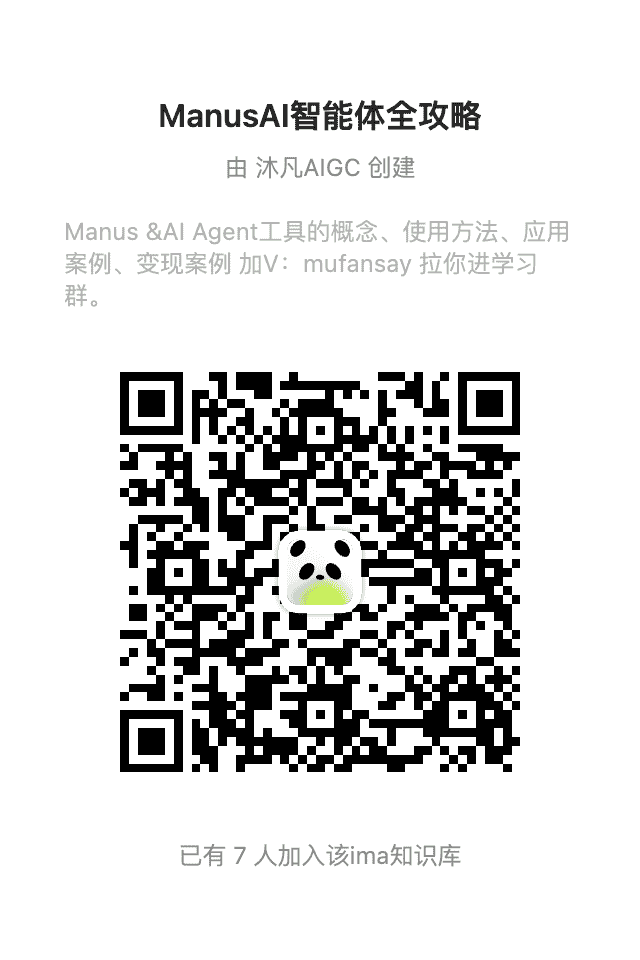 ManusAI智能体全攻略
由 沐凡AIGC 创建
Manus &AI Agent工具的概念、使用方法、应用
案例、变现案例 加V：mufansay 拉你进学习
群。
已有 7 人加入该ima知识库